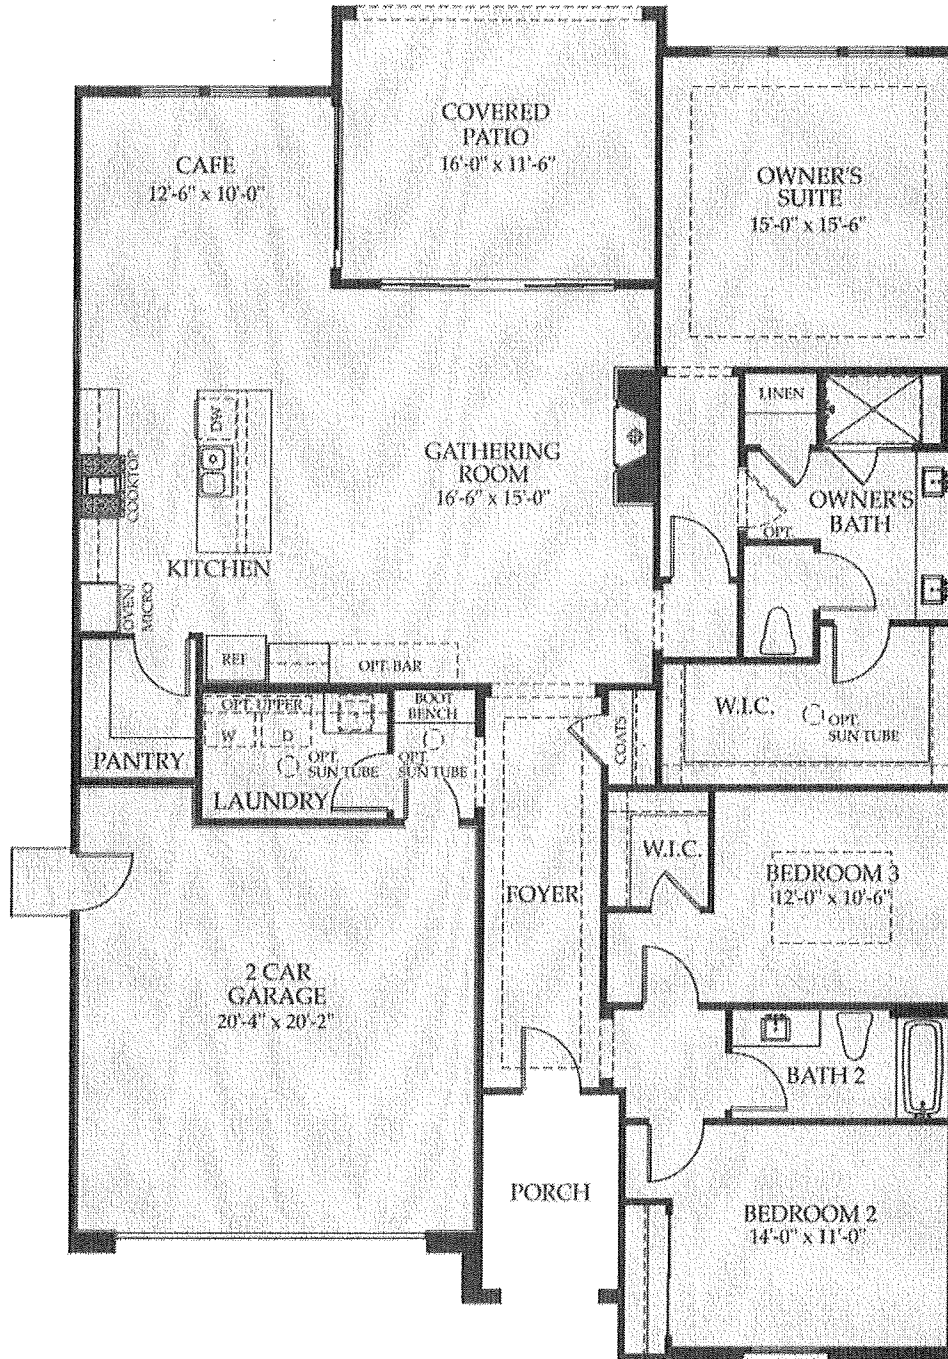 COVERED
PATIO
16'-0" x 11'-6"
CAFE
12'-6" x 10'-0"
OWNER'S
SUITE
15'-0" x 15'-6"
LINEN
DW
COOKTOP
GATHERING
ROOM
16'-6" x 15'-0"
OWNER'S
BATH
OPT.
KITCHEN
OVEN/
MICRO
REF
OPT. BAR
PANTRY
OPT. UPPER
W
D
OPT.
SUN TUBE
LAUNDRY
BOOT
BENCH
OPT.
SUN TUBE
COATS
W.I.C.
OPT.
SUN TUBE
W.I.C.
BEDROOM 3
12'-0" x 10'-6"
FOYER
2 CAR
GARAGE
20'-4" x 20'-2"
BATH 2
PORCH
BEDROOM 2
14'-0" x 11'-0"